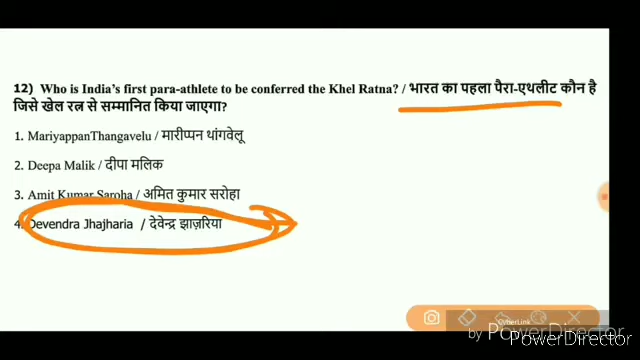 12) Who is India's first para-athlete to be conferred the Khel Ratna? / भारत का पहला पैरा-एथलीट कौन है
जिसे खेल रत्न से सम्मानित किया जाएगा?
1. MariyappanThangavelu / मारीप्पन थांगवेलू
2. Deepa Malik / दीपा मलिक
3. Amit Kumar Saroha / अमित कुमार सरोहा
4. Devendra Jhajharia / देवेन्द्र झाज़रिया
CyberLink
by PowerDirector
PowerDirector